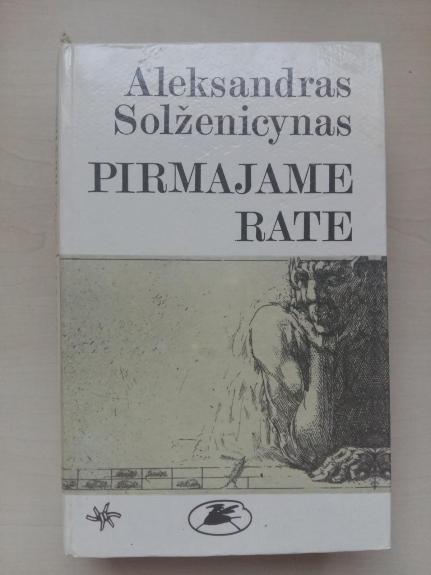 Aleksandras
Solženicynas
PIRMAJAME
RATE